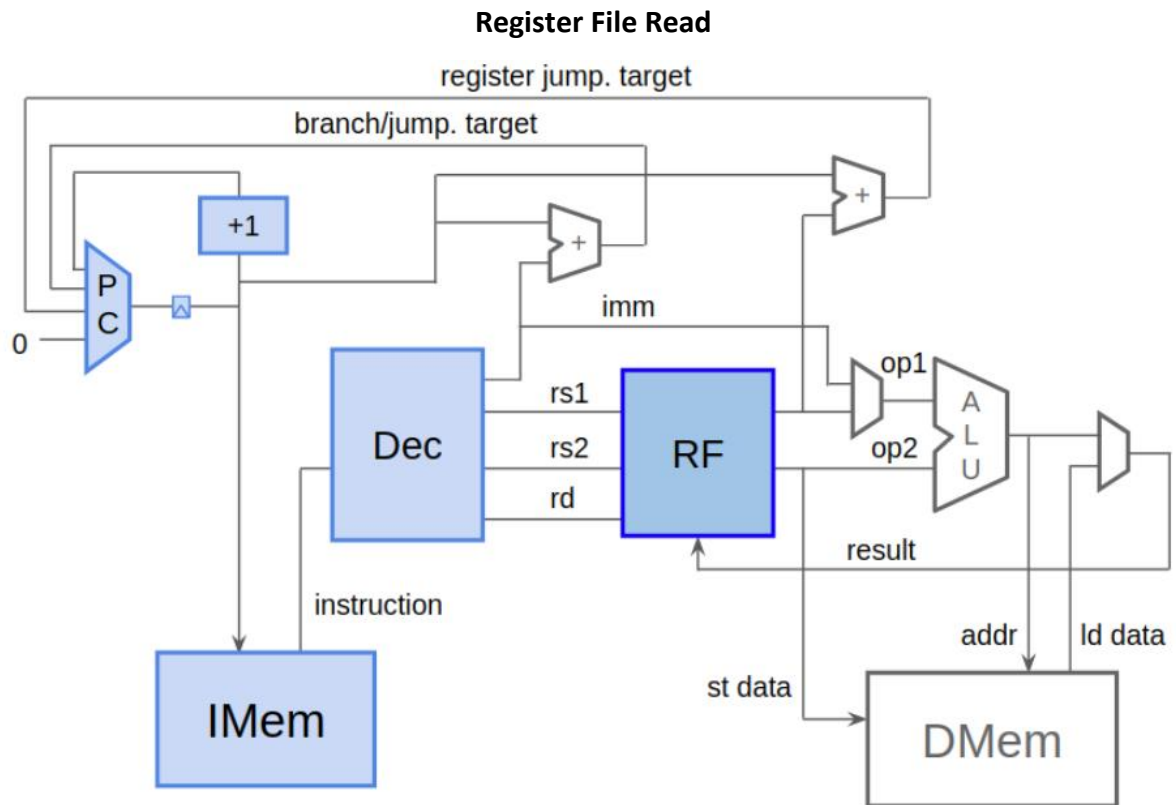 Register File Read
register jump. target
branch/jump. target
+1
+
+
P
C
0
imm
Dec
rs1
rs2
rd
RF
op1
op2
A
L
U
result
instruction
addr
ld data
st data
IMem
DMem